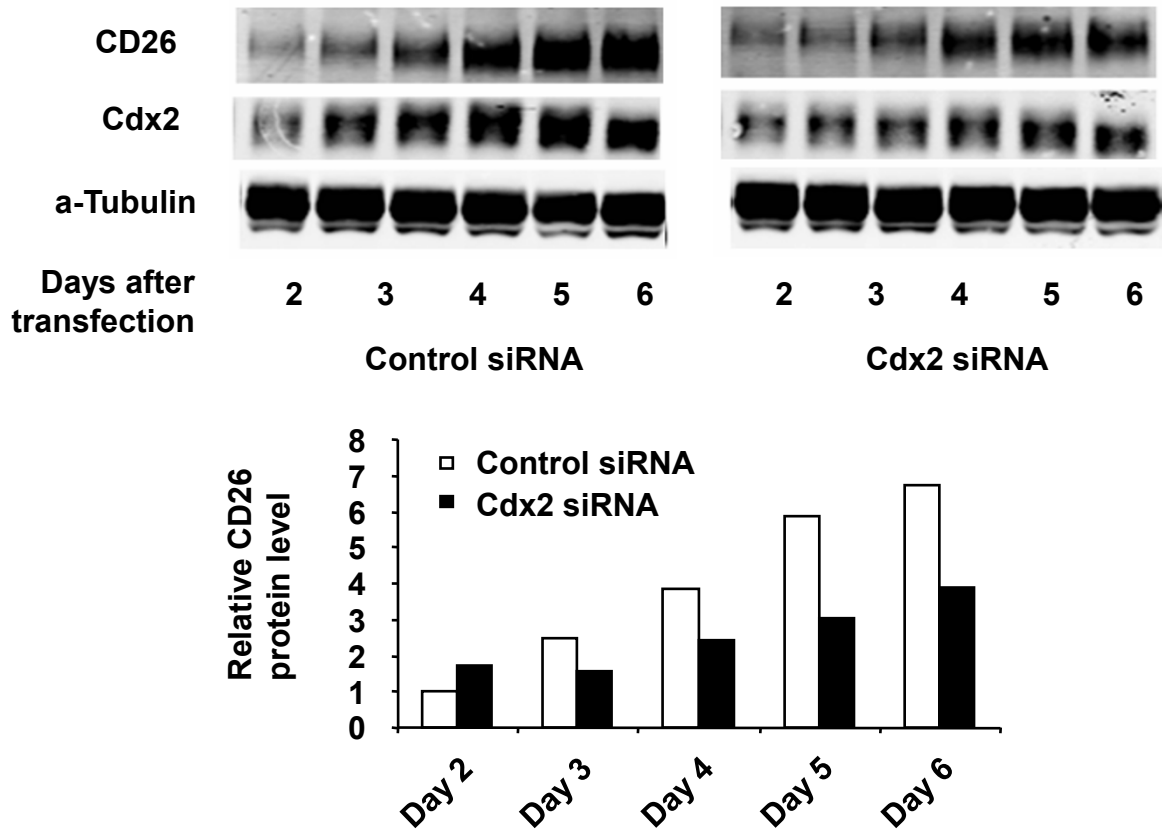 CD26
Cdx2
a-Tubulin
Days after
transfection
2 3 4 5 6
2 3 4 5 6
Control siRNA
Cdx2 siRNA
Relative CD26
protein level
8
7
6
5
4
3
2
1
0
Control siRNA
Cdx2 siRNA
Day 2
Day 3
Day 4
Day 5
Day 6